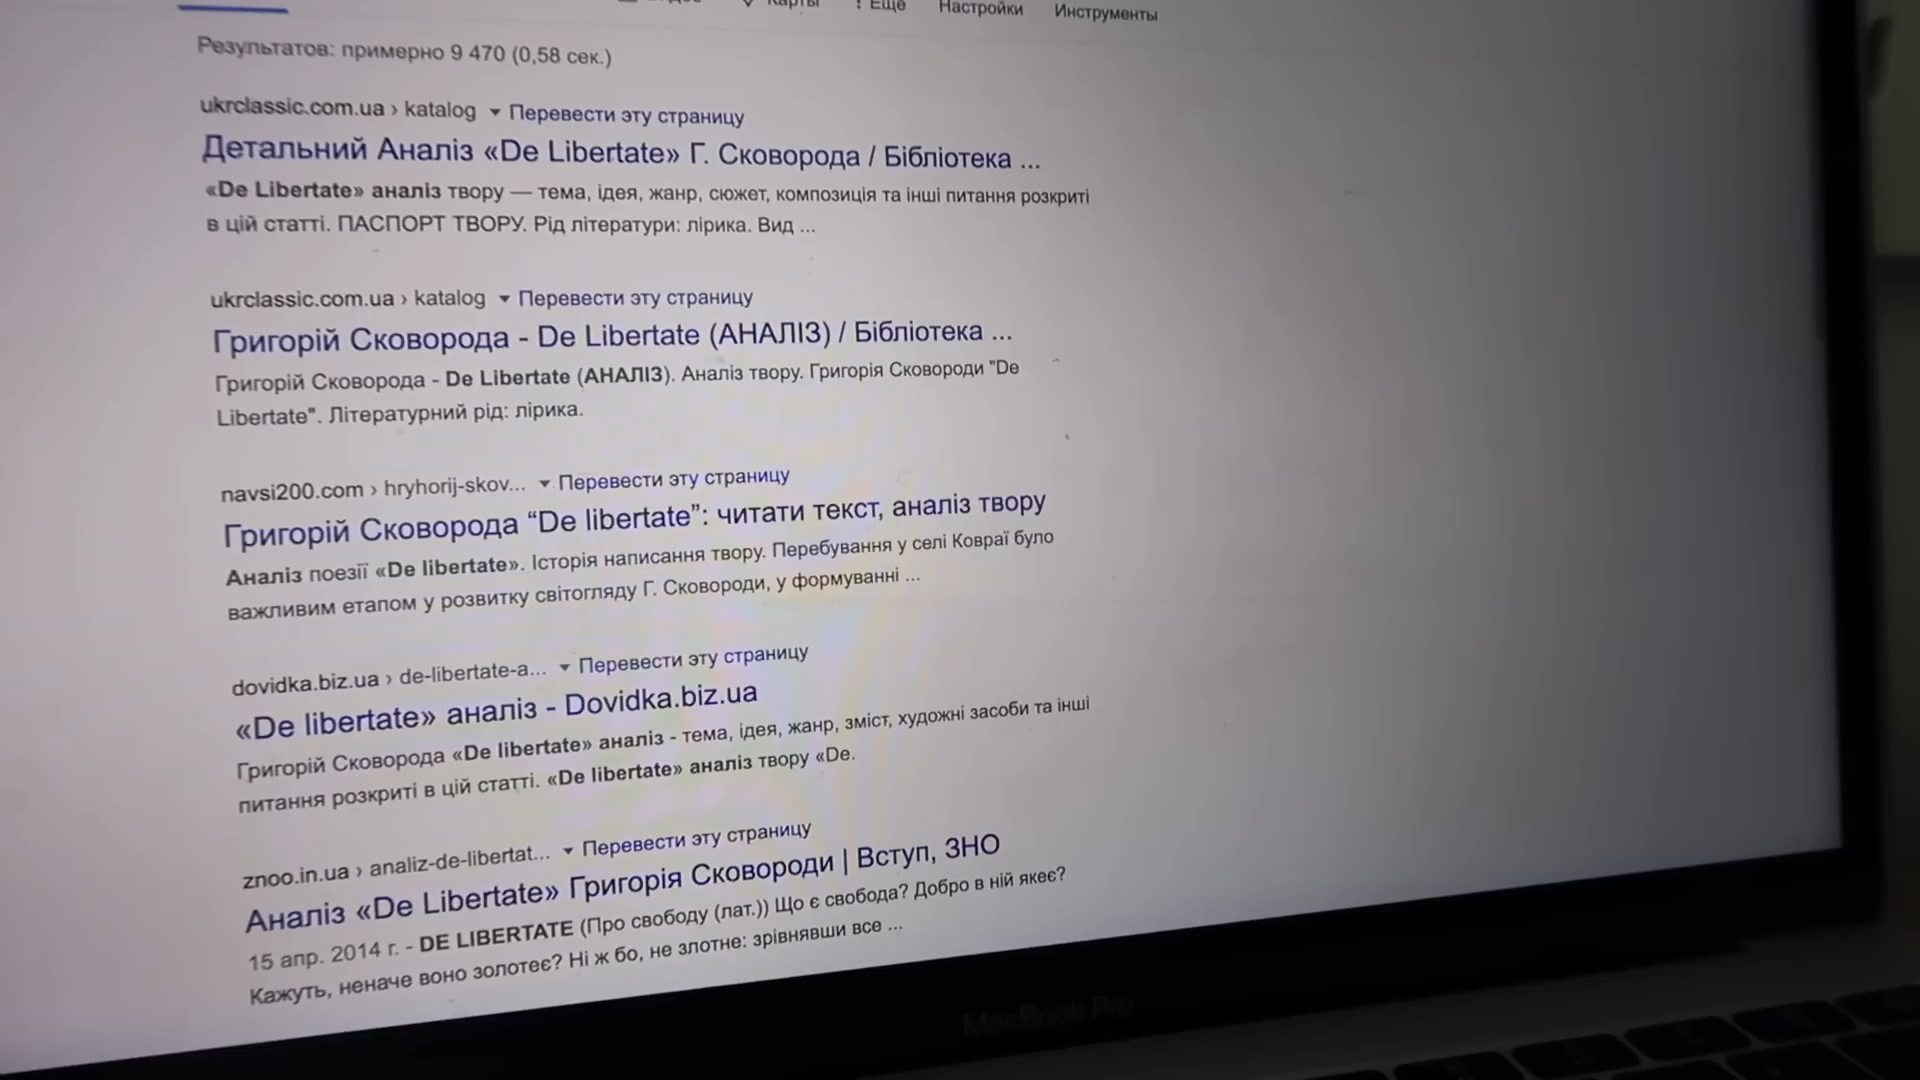 Карты
Ещё
Настройки
Инструменты
Результатов: примерно 9 470 (0,58 сек.)
ukrclassic.com.ua › katalog ▾ Перевести эту страницу
Детальний Аналіз «De Libertate» Г. Сковорода / Бібліотека ...
«De Libertate» аналіз твору — тема, ідея, жанр, сюжет, композиція та інші питання розкриті
в цій статті. ПАСПОРТ ТВОРУ. Рід літератури: лірика. Вид ...
ukrclassic.com.ua › katalog ▾ Перевести эту страницу
Григорій Сковорода - De Libertate (АНАЛІЗ) / Бібліотека ...
Григорій Сковорода - De Libertate (АНАЛІЗ). Аналіз твору. Григорія Сковороди "De
Libertate". Літературний рід: лірика.
navsi200.com › hryhorij-skov... ▾ Перевести эту страницу
Григорій Сковорода “De libertate”: читати текст, аналіз твору
Аналіз поезії «De libertate». Історія написання твору. Перебування у селі Ковраї було
важливим етапом у розвитку світогляду Г. Сковороди, у формуванні ...
dovidka.biz.ua › de-libertate-a... ▾ Перевести эту страницу
«De libertate» аналіз - Dovidka.biz.ua
Григорій Сковорода «De libertate» аналіз - тема, ідея, жанр, зміст, художні засоби та інші
питання розкриті в цій статті. «De libertate» аналіз твору «De.
znoo.in.ua › analiz-de-libertat... ▾ Перевести эту страницу
Аналіз «De Libertate» Григорія Сковороди | Вступ, ЗНО
15 апр. 2014 г. - DE LIBERTATE (Про свободу (лат.)) Що є свобода? Добро в ній якеє?
Кажуть, неначе воно золотеє? Ні ж бо, не злотне: зрівнявши все ...
MacBook Pro